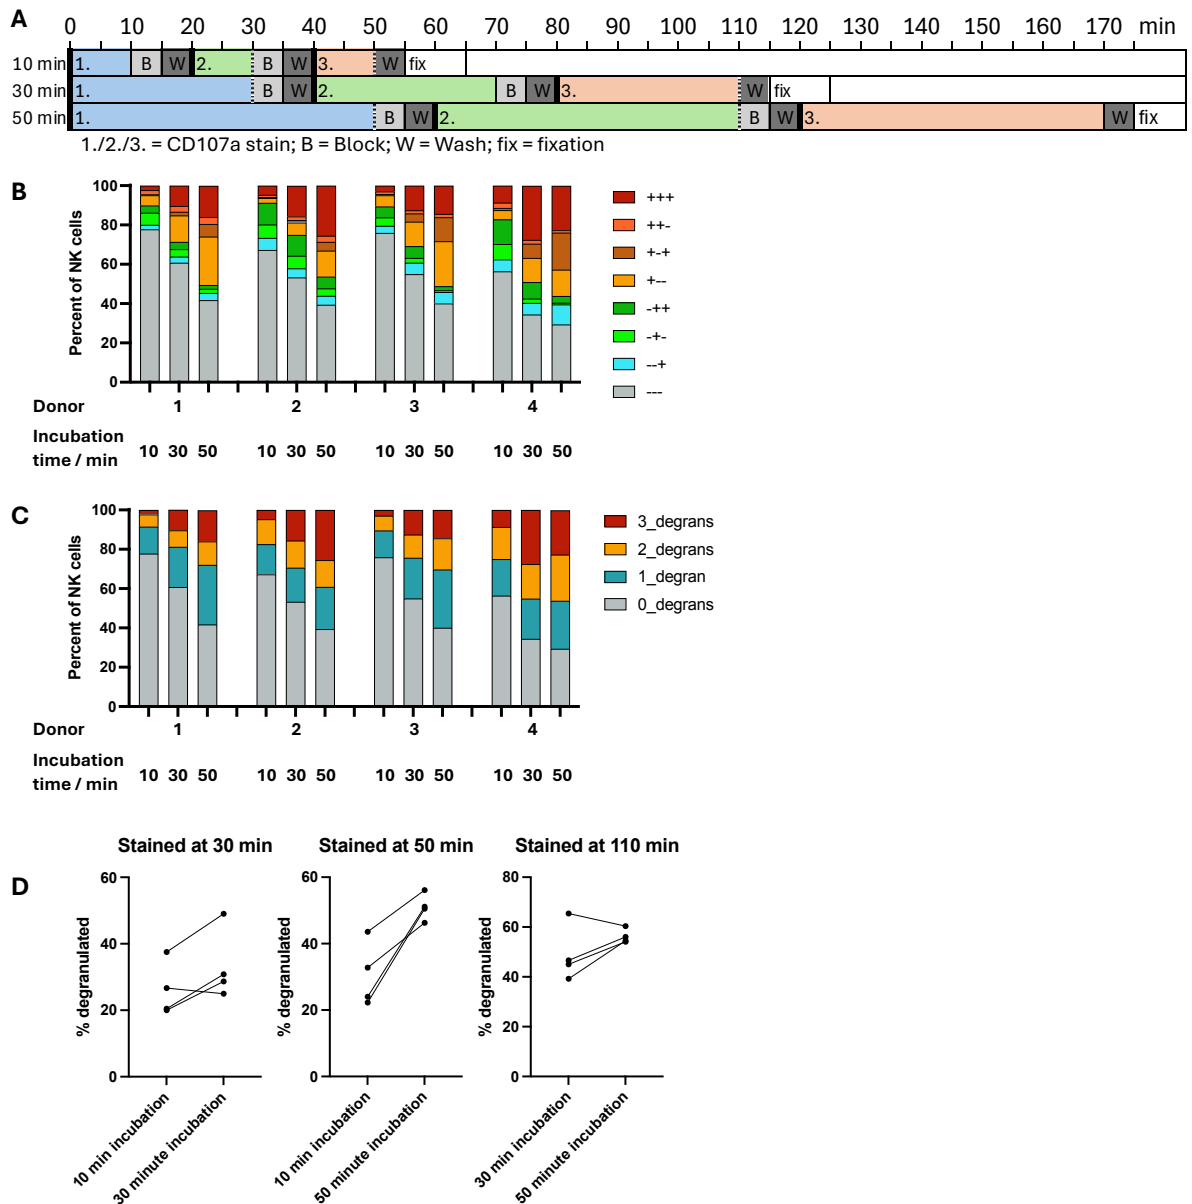 A
0 10 20 30 40 50 60 70 80 90 100 110 120 130 140 150 160 170 min
10 min 1. B W 2. B W 3. W fix
30 min 1. B W 2. B W 3. W fix
50 min 1. B W 2. B W 3. W fix
1./2./3. = CD107a stain; B = Block; W = Wash; fix = fixation
B
Percent of NK cells
100
80
60
40
20
0
+++
++-
+-+
+--
-++
-+-
--+
---
Donor 1 2 3 4
Incubation
time / min 10 30 50 10 30 50 10 30 50 10 30 50
C
Percent of NK cells
100
80
60
40
20
0
3_degrans
2_degrans
1_degran
0_degrans
Donor 1 2 3 4
Incubation
time / min 10 30 50 10 30 50 10 30 50 10 30 50
D
Stained at 30 min
% degranulated
60
40
20
0
10 min incubation
30 minute incubation
Stained at 50 min
% degranulated
60
40
20
0
10 min incubation
50 minute incubation
Stained at 110 min
% degranulated
80
60
40
20
0
30 min incubation
50 minute incubation